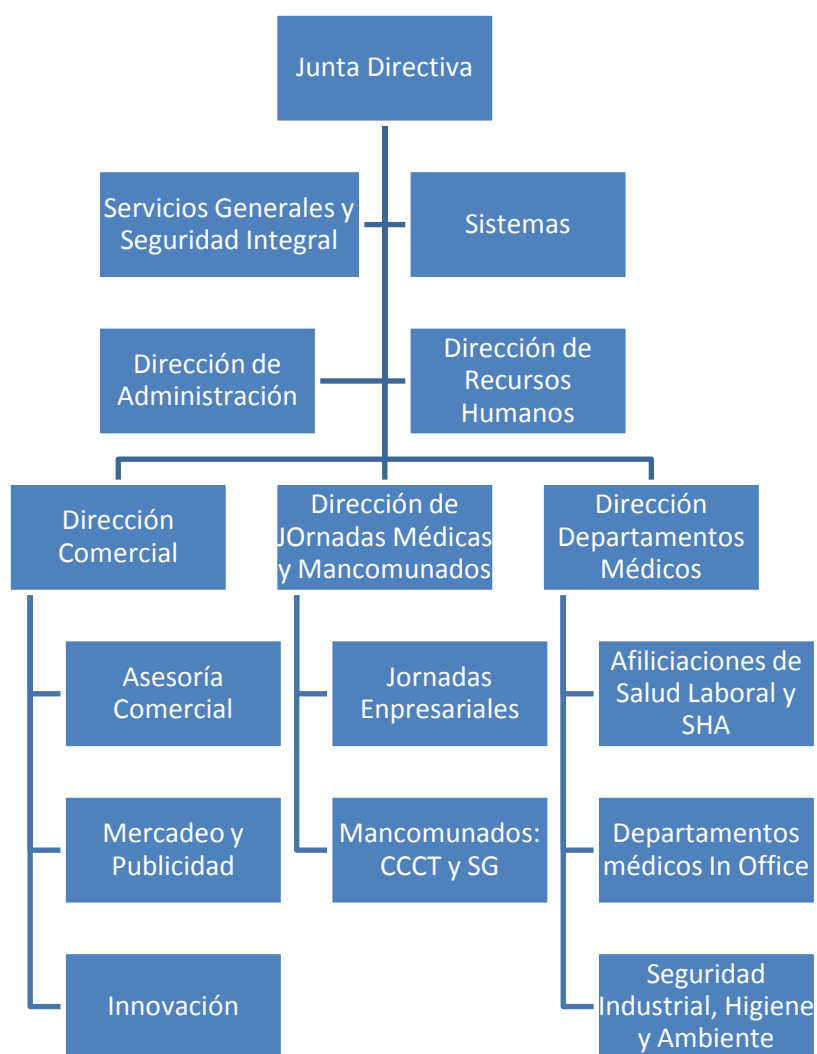 Junta Directiva
Servicios Generales y
Seguridad Integral
Sistemas
Dirección de
Administración
Dirección de
Recursos
Humanos
Dirección
Comercial
Dirección de
JOrnadas Médicas
y Mancomunados
Dirección
Departamentos
Médicos
Asesoría
Comercial
Jornadas
Enpresariales
Afiliciaciones de
Salud Laboral y
SHA
Mercadeo y
Publicidad
Mancomunados:
CCCT y SG
Departamentos
médicos In Office
Innovación
Seguridad
Industrial, Higiene
y Ambiente